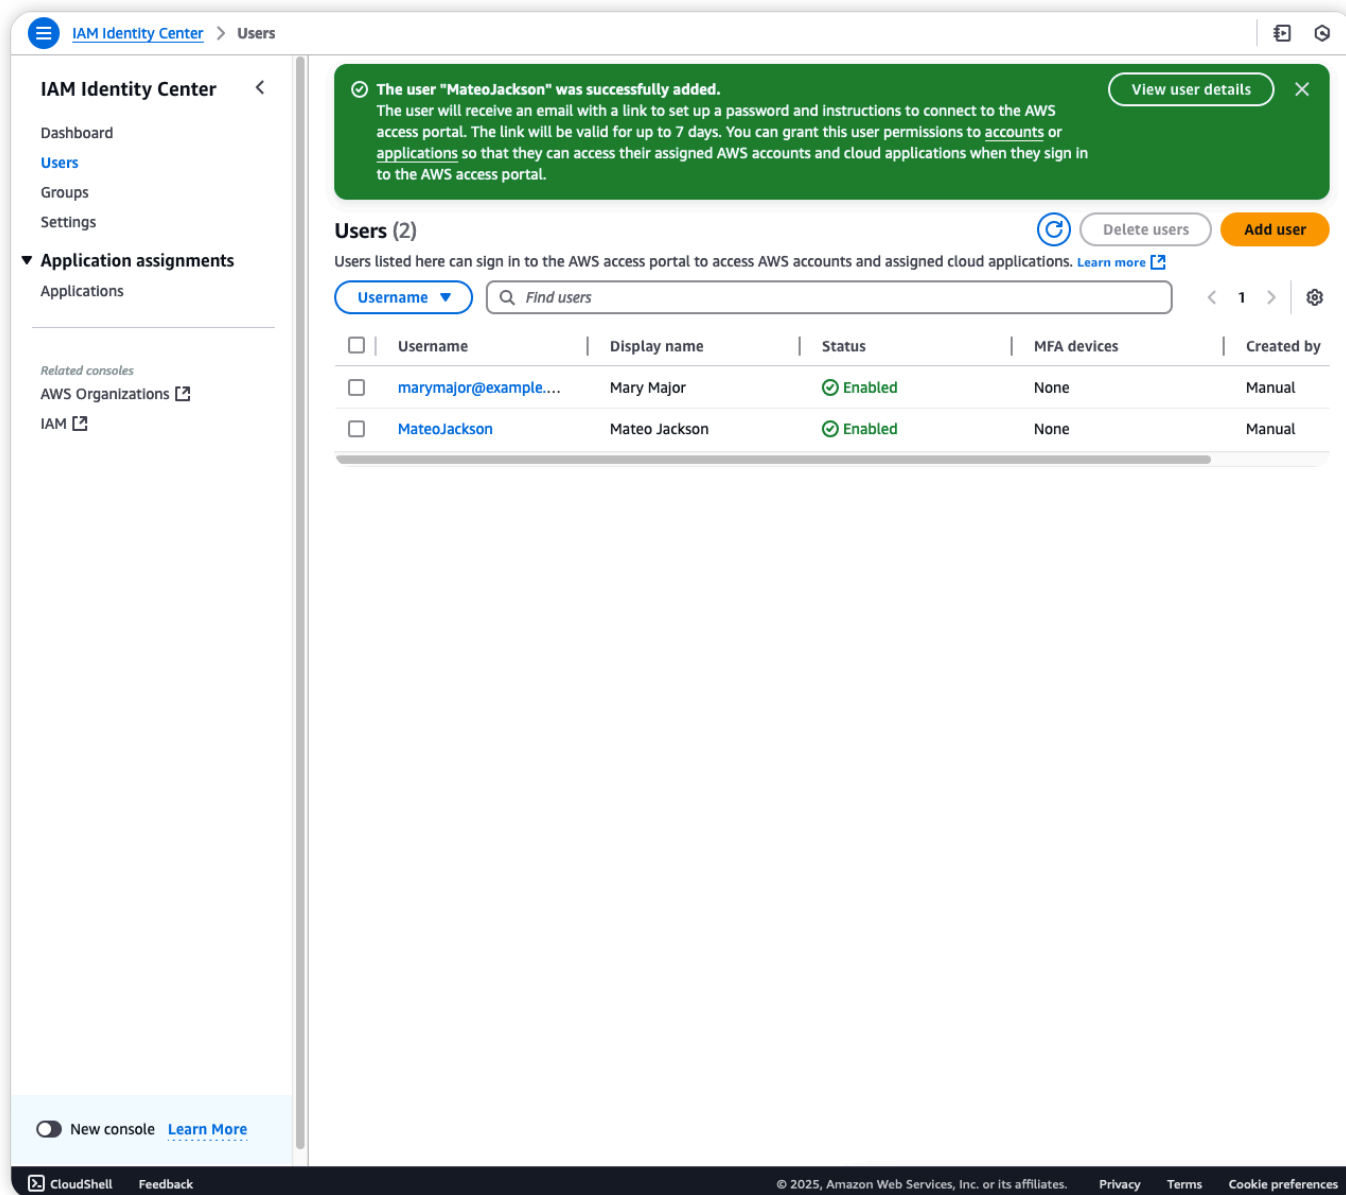 IAM Identity Center > Users
IAM Identity Center
Dashboard
Users
Groups
Settings
Application assignments
Applications
Related consoles
AWS Organizations
IAM
New console Learn More
The user "MateoJackson" was successfully added.
The user will receive an email with a link to set up a password and instructions to connect to the AWS
access portal. The link will be valid for up to 7 days. You can grant this user permissions to accounts or
applications so that they can access their assigned AWS accounts and cloud applications when they sign in
to the AWS access portal.
View user details
Users (2)
Delete users
Add user
Users listed here can sign in to the AWS access portal to access AWS accounts and assigned cloud applications. Learn more
Username
Find users
1
Username Display name Status MFA devices Created by
marymajor@example.... Mary Major Enabled None Manual
MateoJackson Mateo Jackson Enabled None Manual
CloudShell Feedback © 2025, Amazon Web Services, Inc. or its affiliates. Privacy Terms Cookie preferences